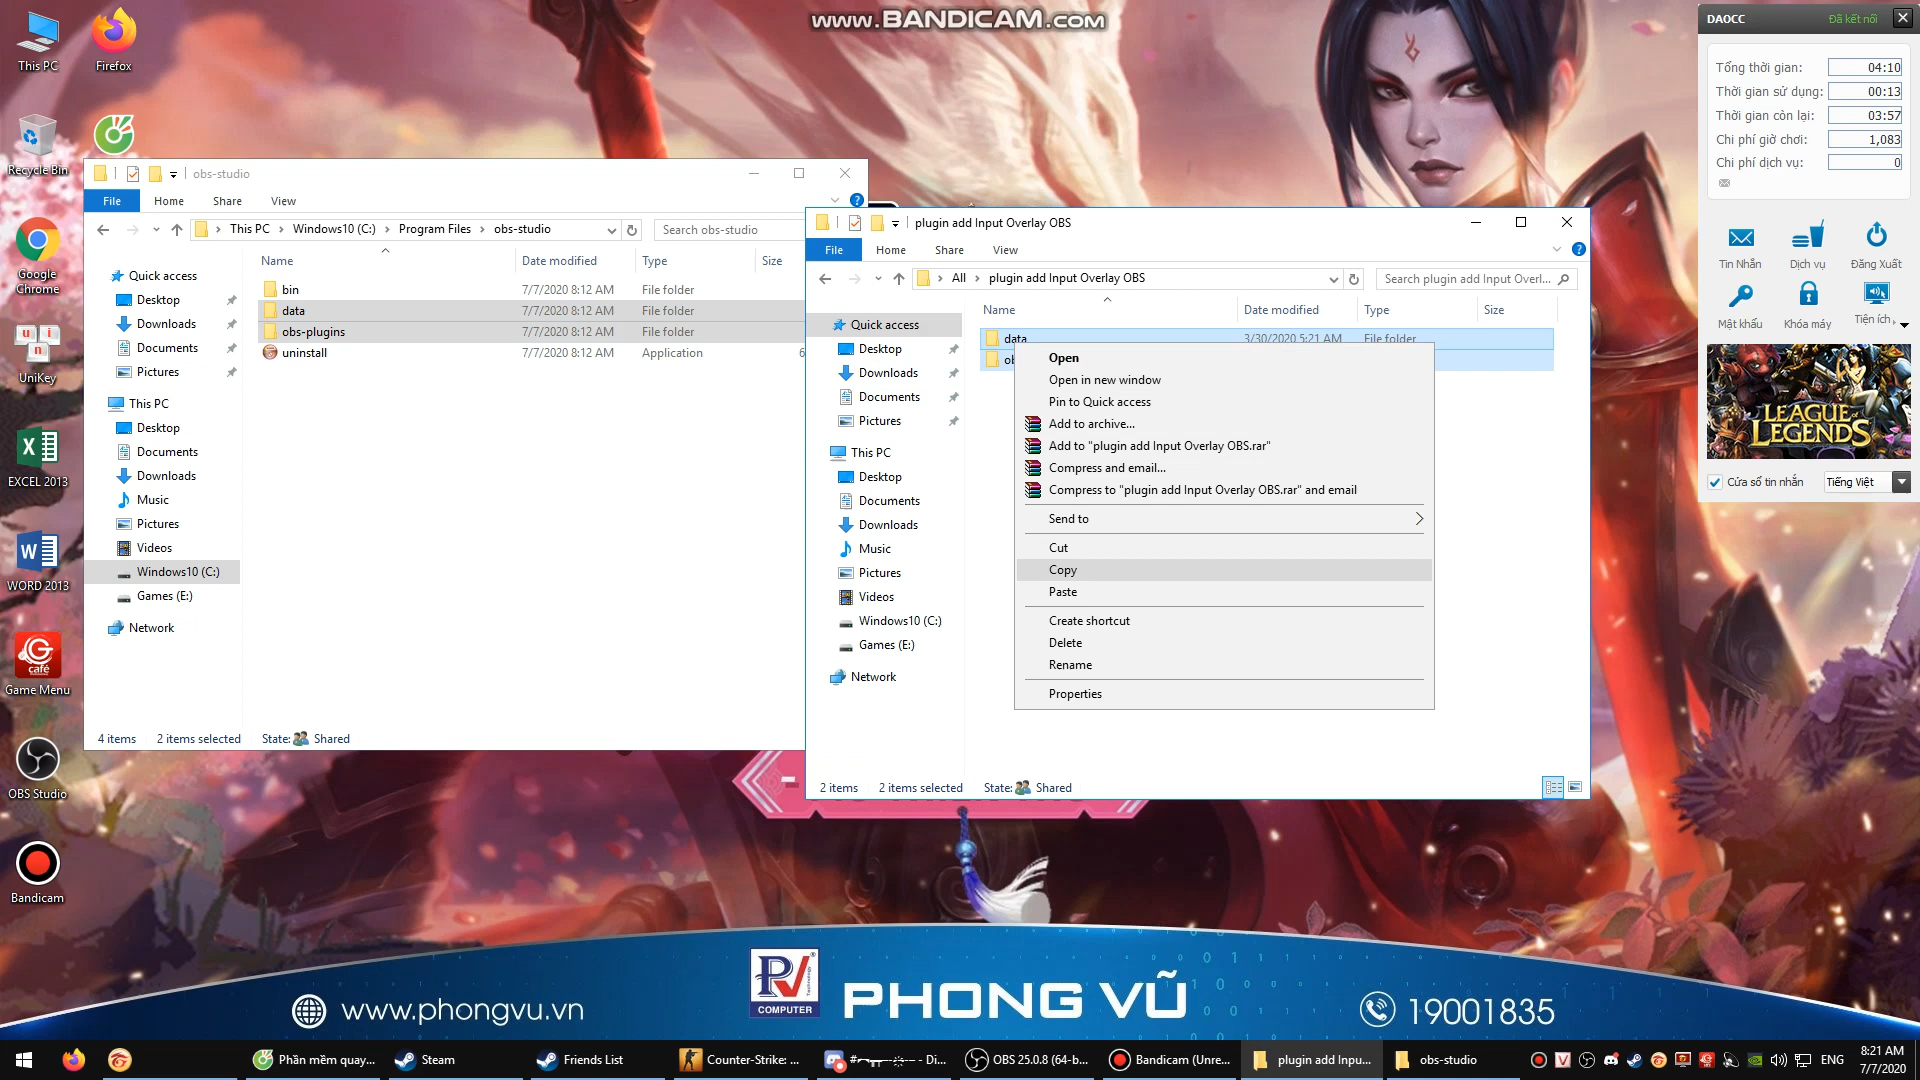 www.BANDICAM.com
This PC
Firefox
Recycle Bin
Google
Chrome
UniKey
EXCEL 2013
WORD 2013
Game Menu
OBS Studio
Bandicam
obs-studio
File
Home
Share
View
This PC
Windows10 (C:)
Program Files
obs-studio
Search obs-studio
Name
Date modified
Type
Size
bin 7/7/2020 8:12 AM File folder
data 7/7/2020 8:12 AM File folder
obs-plugins 7/7/2020 8:12 AM File folder
uninstall 7/7/2020 8:12 AM Application 6
Quick access
Desktop
Downloads
Documents
Pictures
This PC
Desktop
Documents
Downloads
Music
Pictures
Videos
Windows10 (C:)
Games (E:)
Network
4 items 2 items selected State: Shared
plugin add Input Overlay OBS
File
Home
Share
View
All
plugin add Input Overlay OBS
Search plugin add Input Overl...
Name
Date modified
Type
Size
data 3/30/2020 5:21 AM File folder
Quick access
Desktop
Downloads
Documents
Pictures
This PC
Desktop
Documents
Downloads
Music
Pictures
Videos
Windows10 (C:)
Games (E:)
Network
2 items 2 items selected State: Shared
Open
Open in new window
Pin to Quick access
Add to archive...
Add to "plugin add Input Overlay OBS.rar"
Compress and email...
Compress to "plugin add Input Overlay OBS.rar" and email
Send to
Cut
Copy
Paste
Create shortcut
Delete
Rename
Properties
DAOCC Đã kết nối
Tổng thời gian: 04:10
Thời gian sử dụng: 00:13
Thời gian còn lại: 03:57
Chi phí giờ chơi: 1,083
Chi phí dịch vụ: 0
Tin Nhắn
Dịch vụ
Đăng Xuất
Mật khẩu
Khóa máy
Tiện ích
LEAGUE of
LEGENDS
Cửa sổ tin nhắn
Tiếng Việt
www.phongvu.vn
COMPUTER
PHONG VŨ
19001835
Phần mềm quay...
Steam
Friends List
Counter-Strike: ...
OBS 25.0.8 (64-b...
Bandicam (Unre...
plugin add Inpu...
obs-studio
ENG
8:21 AM
7/7/2020